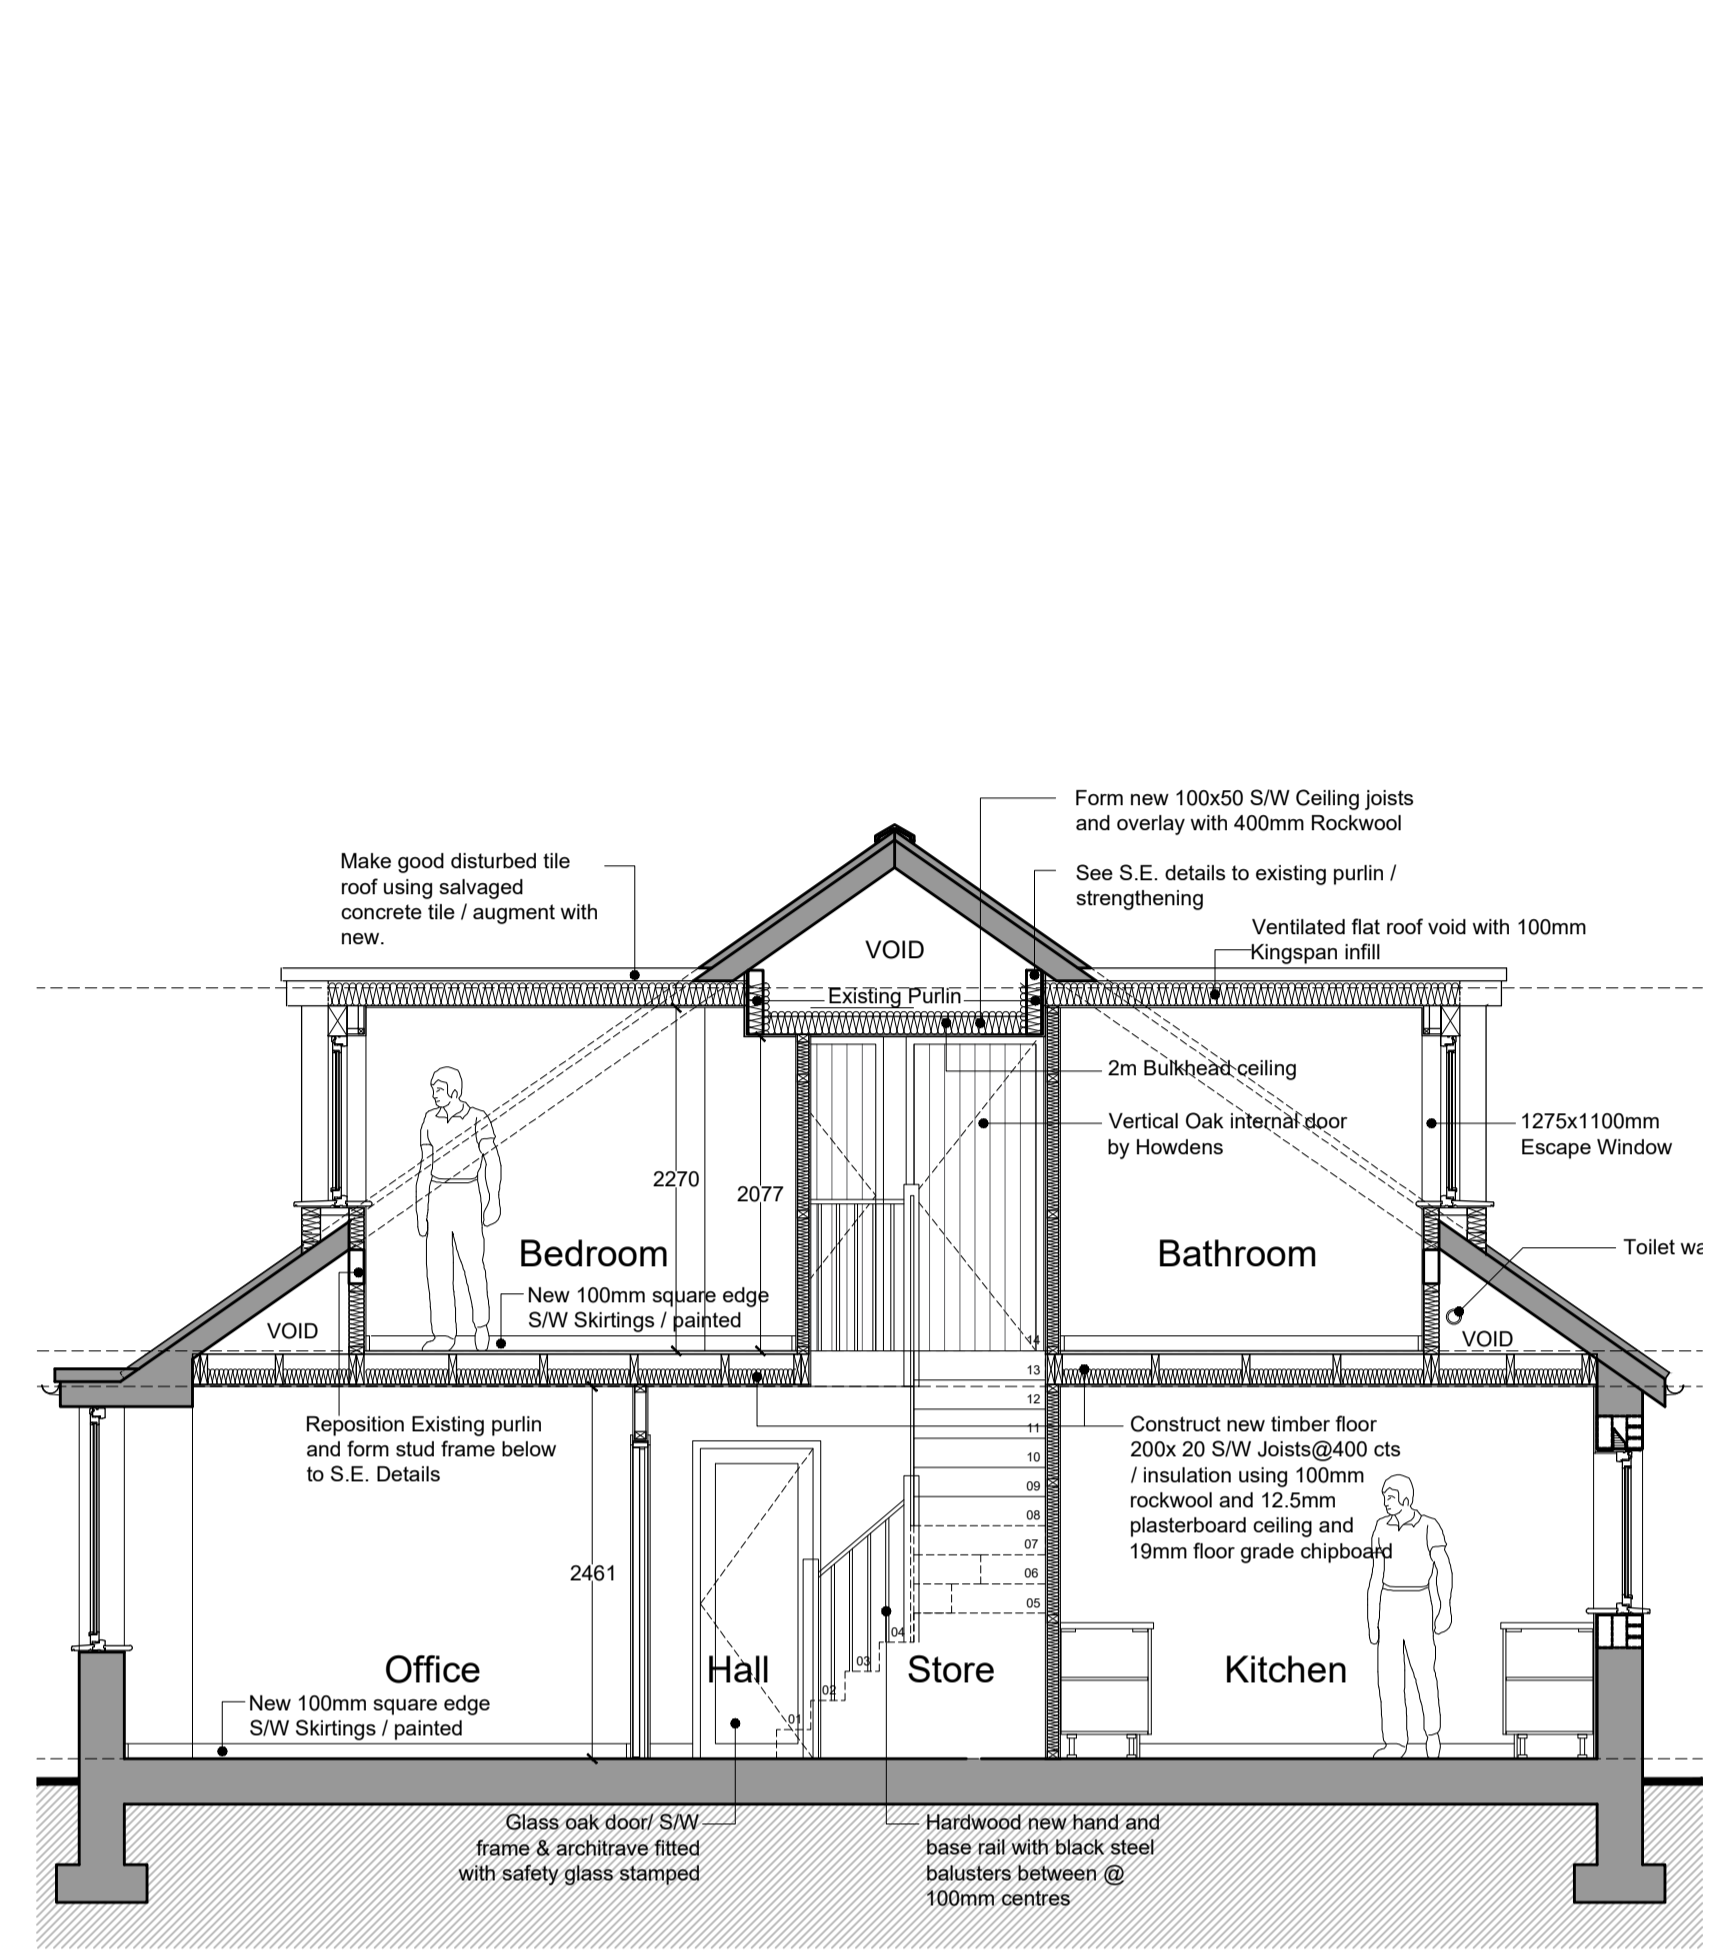 Form new 100x50 S/W Ceiling joists
and overlay with 400mm Rockwool
Make good disturbed tile
roof using salvaged
concrete tile / augment with
new.
See S.E. details to existing purlin /
strengthening
Ventilated flat roof void with 100mm
Kingspan infill
VOID
Existing Purlin
2m Bulkhead ceiling
Vertical Oak internal door
by Howdens
1275x1100mm
Escape Window
2270
2077
Bedroom
Bathroom
Toilet wa
New 100mm square edge
S/W Skirtings / painted
VOID
VOID
14
13
12
11
10
09
08
07
06
05
04
03
02
01
Reposition Existing purlin
and form stud frame below
to S.E. Details
Construct new timber floor
200x 20 S/W Joists@400 cts
/ insulation using 100mm
rockwool and 12.5mm
plasterboard ceiling and
19mm floor grade chipboard
2461
Office
Hall
Store
Kitchen
New 100mm square edge
S/W Skirtings / painted
Glass oak door/ S/W
frame & architrave fitted
with safety glass stamped
Hardwood new hand and
base rail with black steel
balusters between @
100mm centres